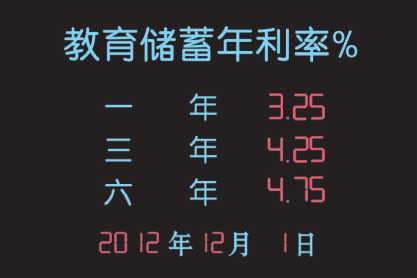 教育储蓄年利率%
一 年 3.25
三 年 4.25
六 年 4.75
2012年12月 1日